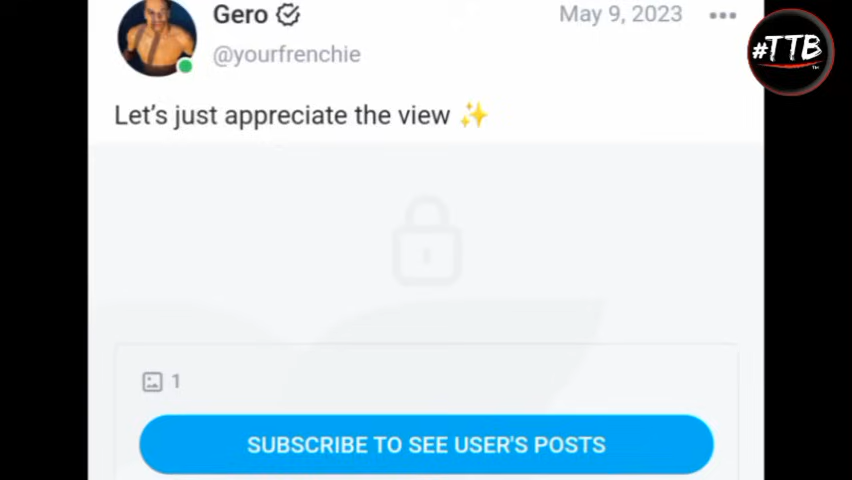 Gero
May 9, 2023
@yourfrenchie
#TTB
Let's just appreciate the view ✨
1
SUBSCRIBE TO SEE USER'S POSTS